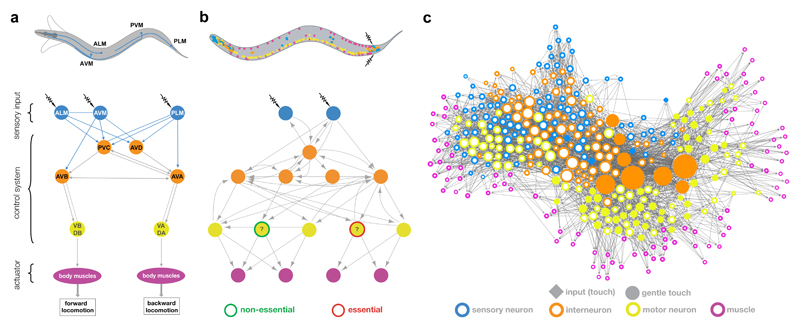 a
ALM
PVM
PLM
AVM
sensory input
ALM
AVM
PLM
control system
PVC
AVD
AVB
AVA
VB
DB
VA
DA
actuator
body muscles
body muscles
forward
locomotion
backward
locomotion
b
?
?
non-essential
essential
c
input (touch)
gentle touch
sensory neuron
interneuron
motor neuron
muscle